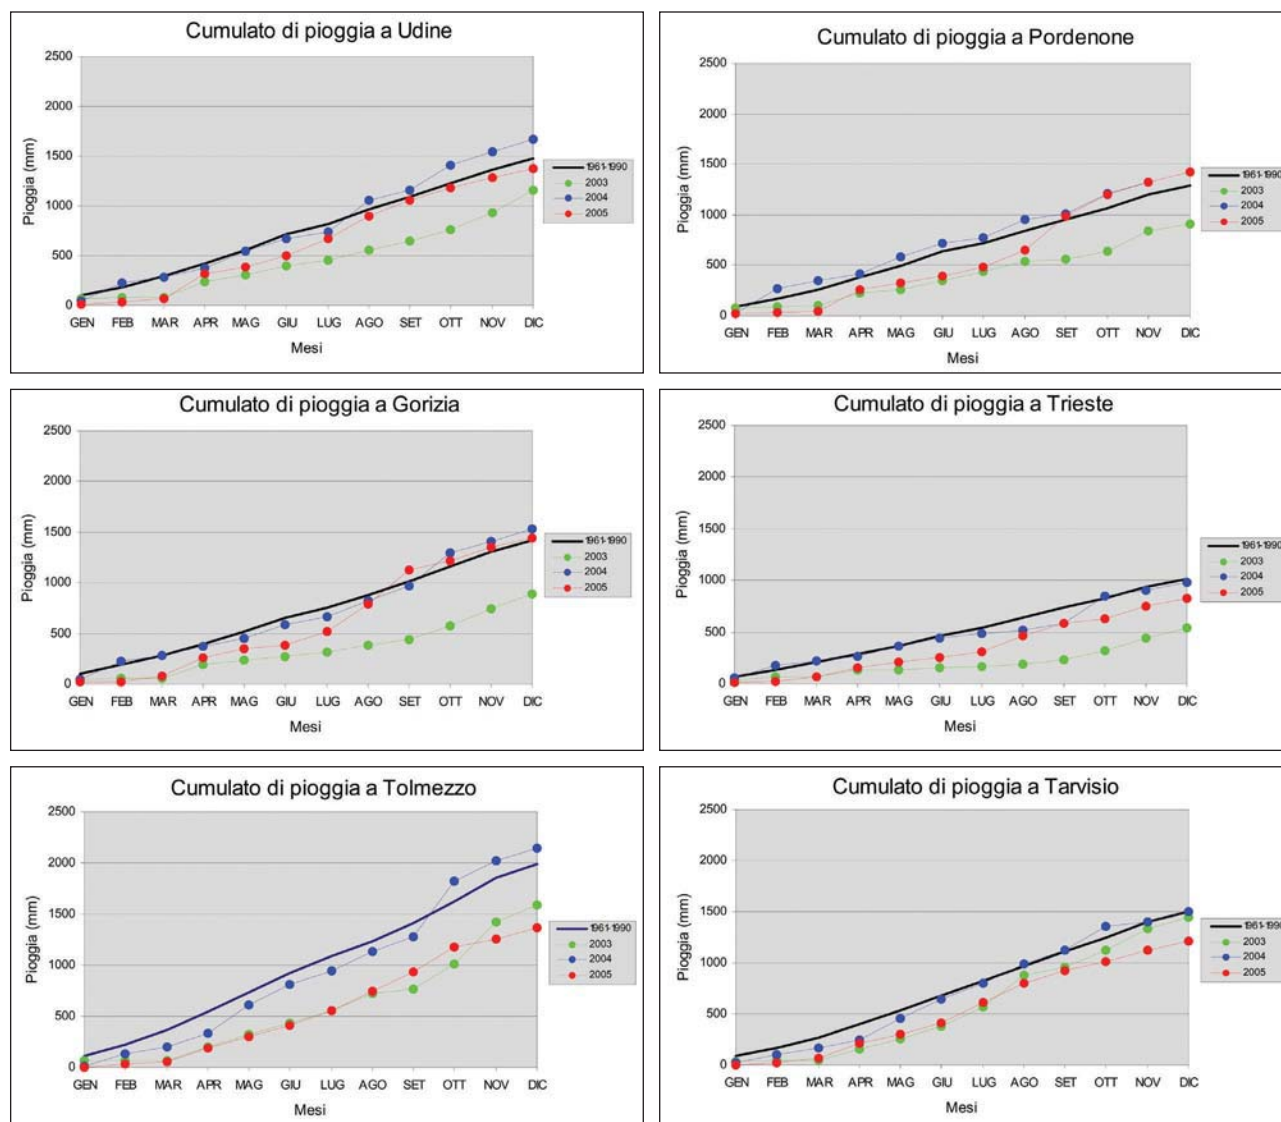 Cumulato di pioggia a Udine
2500
2000
1500
1000
500
0
Pioggia (mm)
GEN FEB MAR APR MAG GIU LUG AGO SET OTT NOV DIC
Mesi
1961-1990
2003
2004
2005
Cumulato di pioggia a Pordenone
2500
2000
1500
1000
500
0
Pioggia (mm)
GEN FEB MAR APR MAG GIU LUG AGO SET OTT NOV DIC
Mesi
1961-1990
2003
2004
2005
Cumulato di pioggia a Gorizia
2500
2000
1500
1000
500
0
Pioggia (mm)
GEN FEB MAR APR MAG GIU LUG AGO SET OTT NOV DIC
Mesi
1961-1990
2003
2004
2005
Cumulato di pioggia a Trieste
2500
2000
1500
1000
500
0
Pioggia (mm)
GEN FEB MAR APR MAG GIU LUG AGO SET OTT NOV DIC
Mesi
1961-1990
2003
2004
2005
Cumulato di pioggia a Tolmezzo
2500
2000
1500
1000
500
0
Pioggia (mm)
GEN FEB MAR APR MAG GIU LUG AGO SET OTT NOV DIC
Mesi
1961-1990
2003
2004
2005
Cumulato di pioggia a Tarvisio
2500
2000
1500
1000
500
0
Pioggia (mm)
GEN FEB MAR APR MAG GIU LUG AGO SET OTT NOV DIC
Mesi
1961-1990
2003
2004
2005